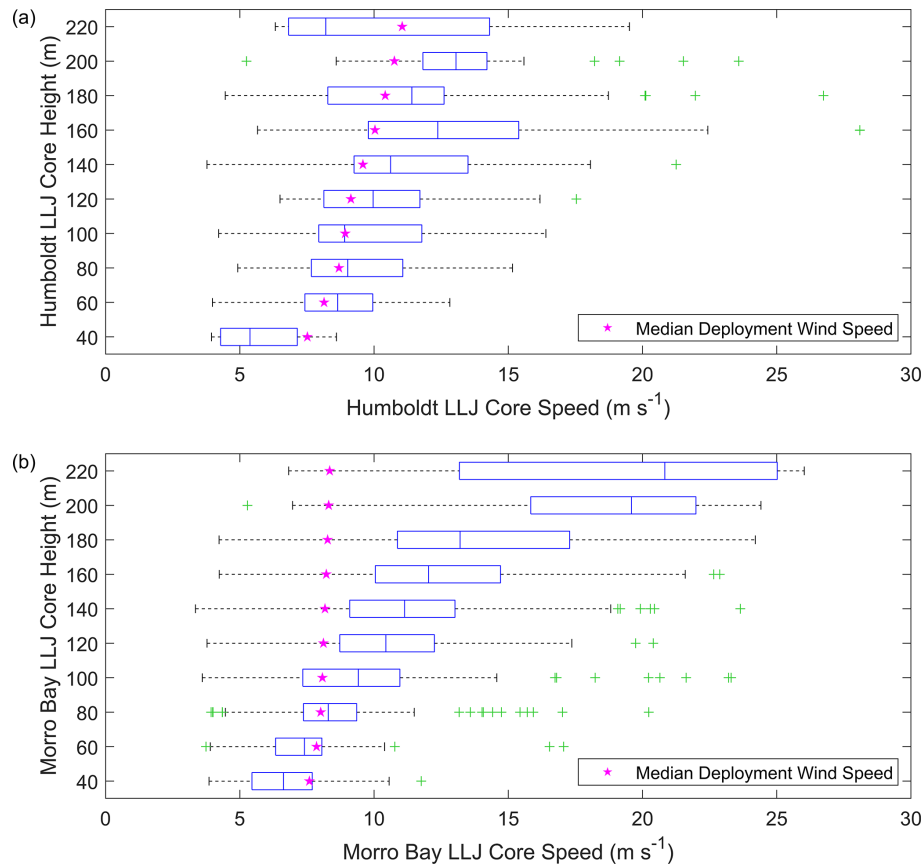 (a)
Humboldt LLJ Core Height (m)
220
200
180
160
140
120
100
80
60
40
Median Deployment Wind Speed
0 5 10 15 20 25 30
Humboldt LLJ Core Speed (m s⁻¹)
(b)
Morro Bay LLJ Core Height (m)
220
200
180
160
140
120
100
80
60
40
Median Deployment Wind Speed
0 5 10 15 20 25 30
Morro Bay LLJ Core Speed (m s⁻¹)